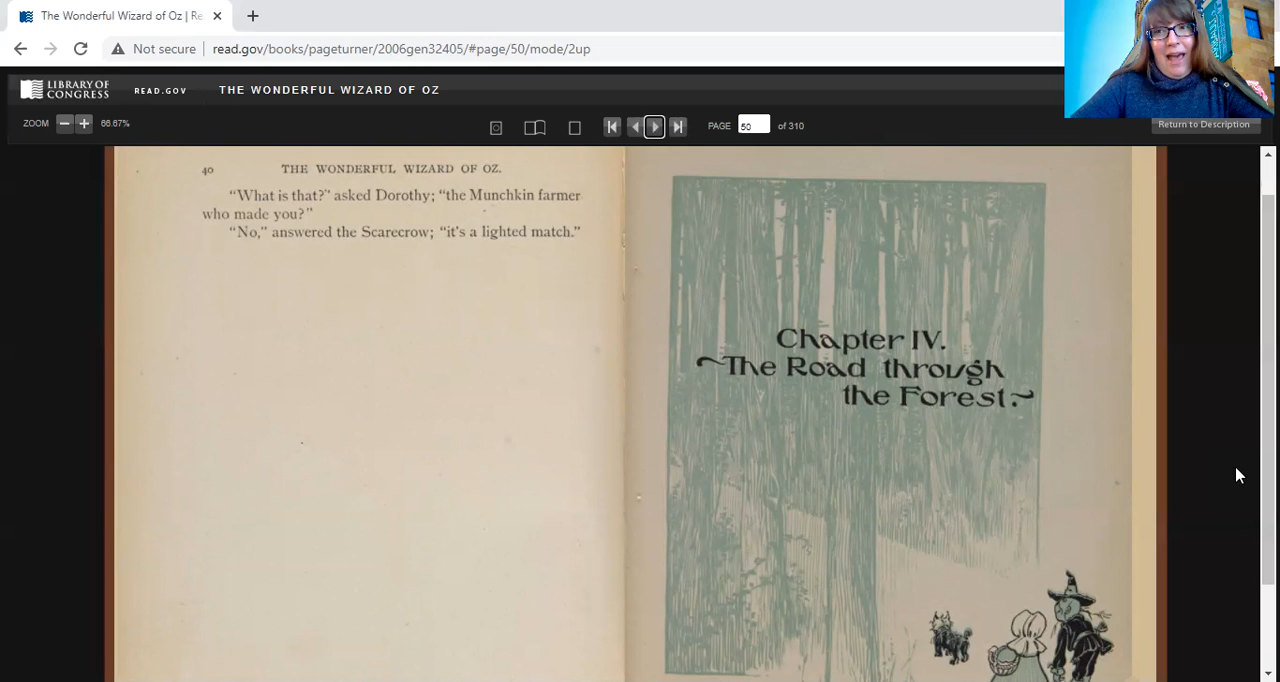 The Wonderful Wizard of Oz | Re
Not secure | read.gov/books/pageturner/2006gen32405/#page/50/mode/2up
LIBRARY OF CONGRESS
READ.GOV
THE WONDERFUL WIZARD OF OZ
ZOOM
66.67%
PAGE 50 of 310
Return to Description
40 THE WONDERFUL WIZARD OF OZ.
“What is that?” asked Dorothy; “the Munchkin farmer
who made you?”
“No,” answered the Scarecrow; “it's a lighted match.”
Chapter IV.
~The Road through
the Forest.~